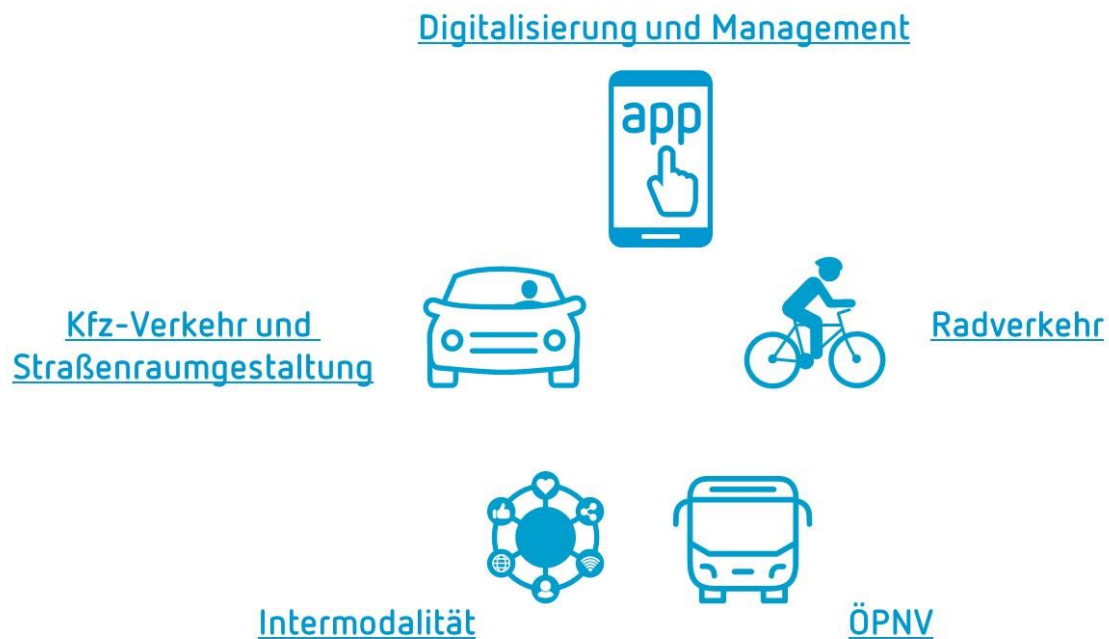 Digitalisierung und Management
app
Kfz-Verkehr und
Straßenraumgestaltung
Radverkehr
Intermodalität
ÖPNV